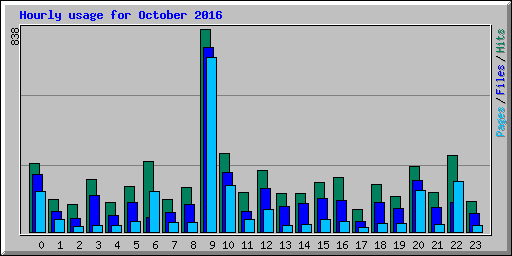 Hourly usage for October 2016
838
Pages / Files / Hits
0 1 2 3 4 5 6 7 8 9 10 11 12 13 14 15 16 17 18 19 20 21 22 23